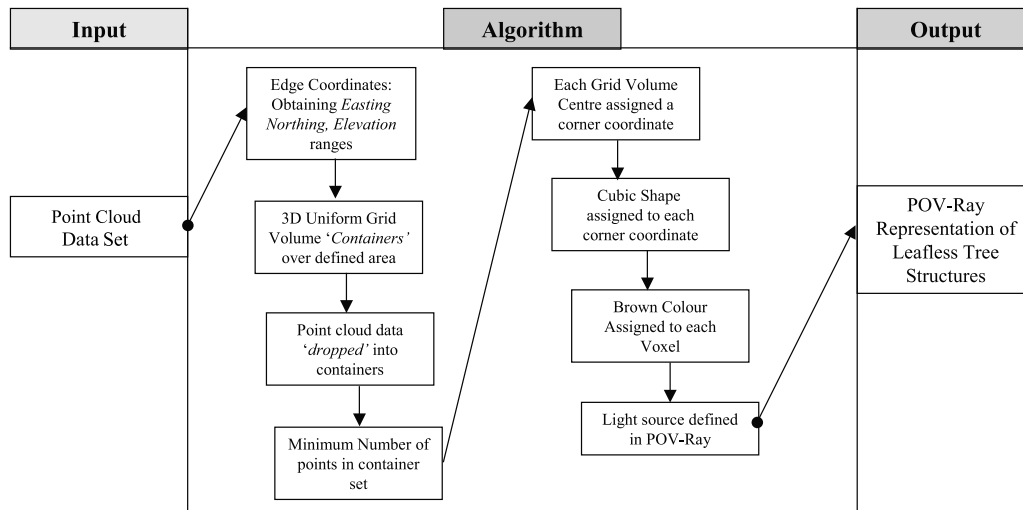 Input
Algorithm
Output
Point Cloud
Data Set
Edge Coordinates:
Obtaining Easting
Northing, Elevation
ranges
3D Uniform Grid
Volume ‘Containers’
over defined area
Point cloud data
‘dropped’ into
containers
Minimum Number of
points in container
set
Each Grid Volume
Centre assigned a
corner coordinate
Cubic Shape
assigned to each
corner coordinate
Brown Colour
Assigned to each
Voxel
Light source defined
in POV-Ray
POV-Ray
Representation of
Leafless Tree
Structures